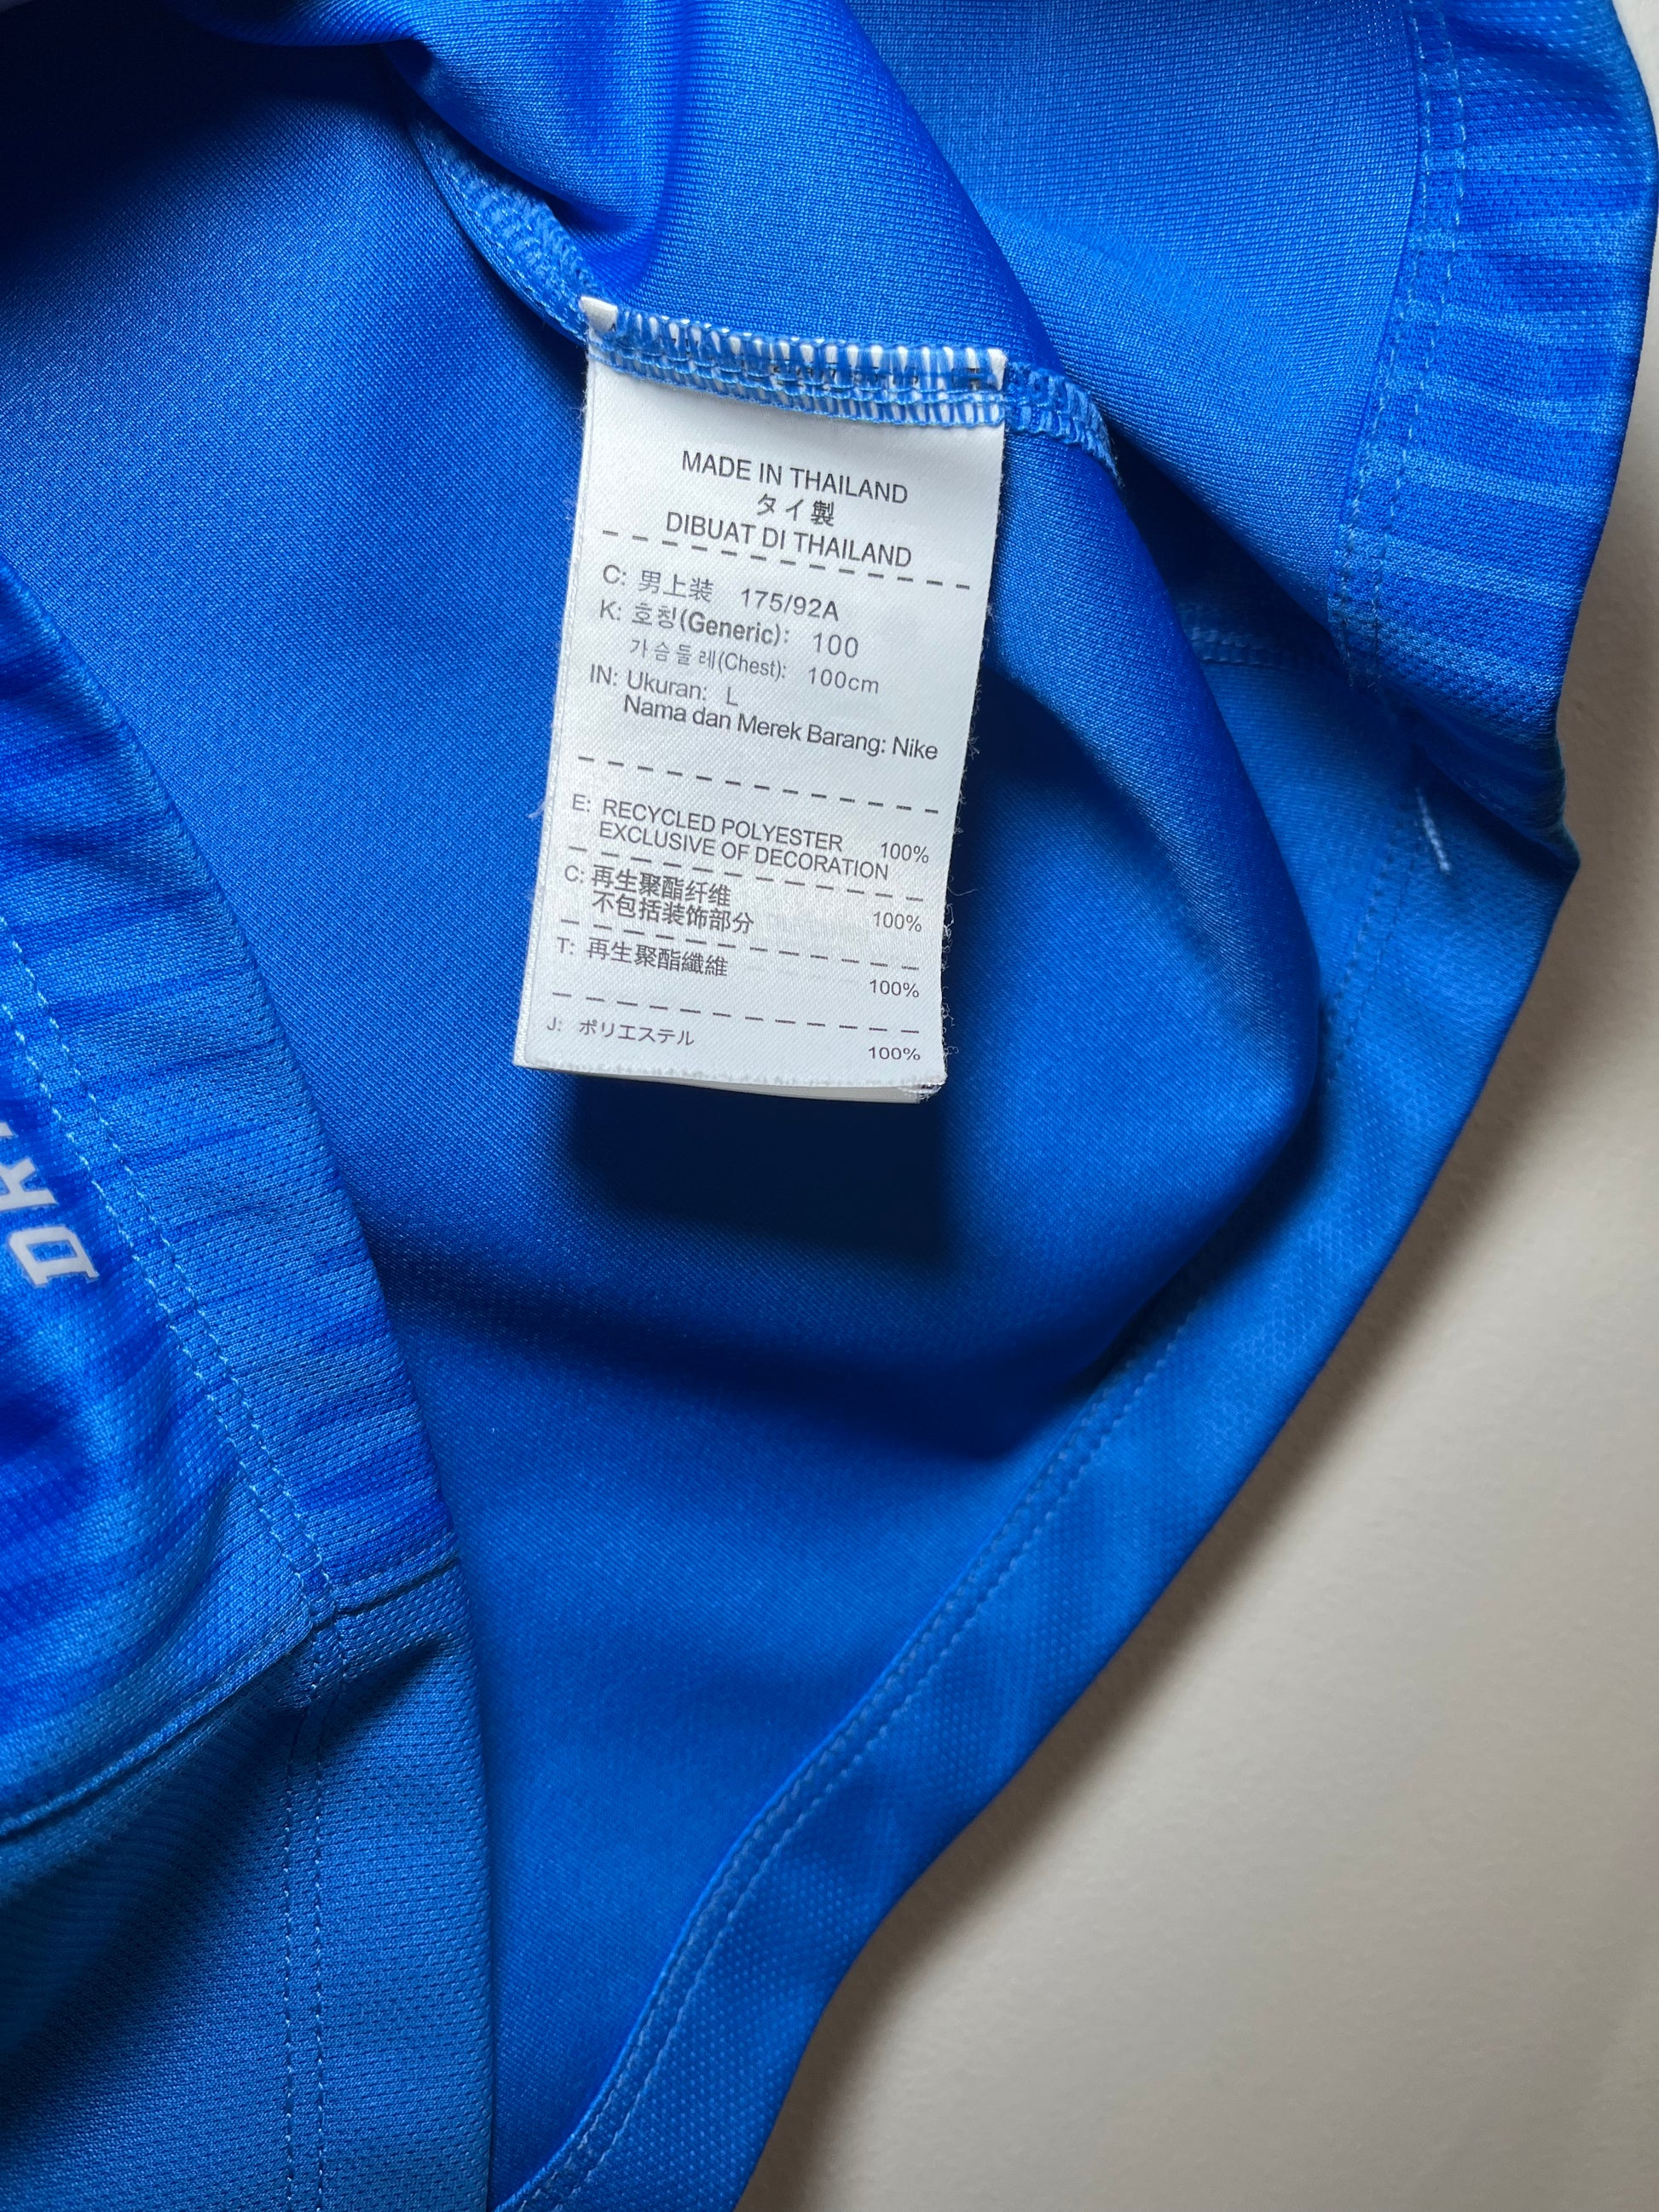 MADE IN THAILAND
タイ製
DIBUAT DI THAILAND
C: 男上装 175/92A
K: 호칭(Generic): 100
가슴둘레(Chest): 100cm
IN: Ukuran: L
Nama dan Merek Barang: Nike
E: RECYCLED POLYESTER 100%
EXCLUSIVE OF DECORATION
C: 再生聚酯纤维 100%
不包括装饰部分
T: 再生聚酯纖維 100%
J: ポリエステル 100%